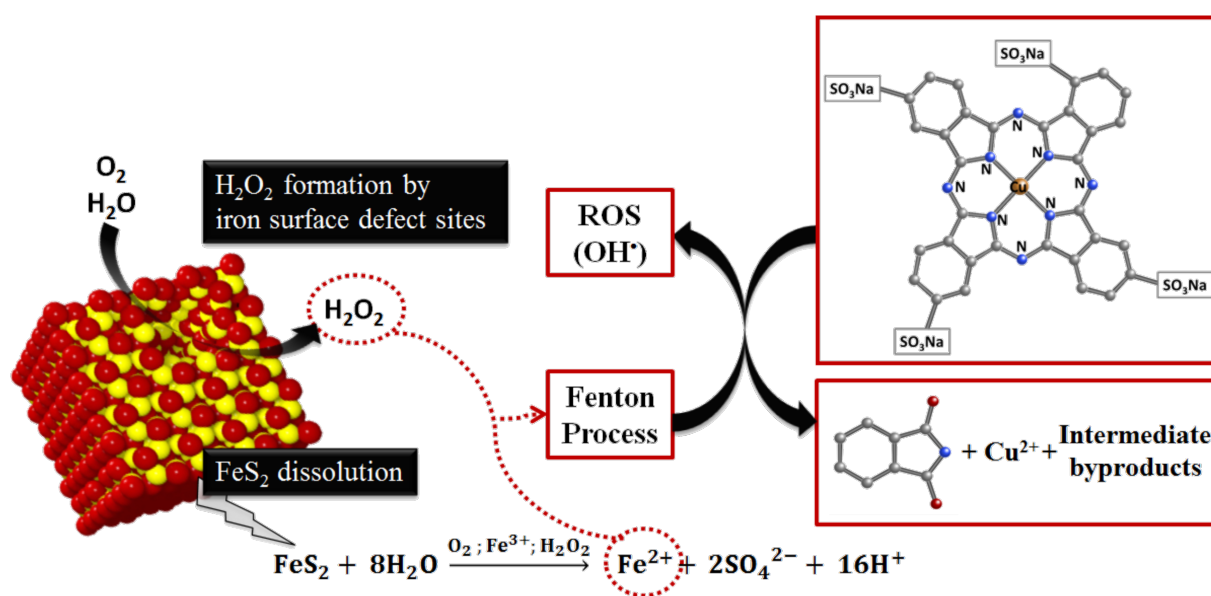 O₂
H₂O
H₂O₂ formation by
iron surface defect sites
H₂O₂
FeS₂ dissolution
FeS₂ + 8H₂O
O₂ ; Fe³⁺; H₂O₂
Fe²⁺ + 2SO₄²⁻ + 16H⁺
ROS
(OH•)
Fenton
Process
SO₃Na
SO₃Na
N
N
N
N
Cu
N
N
N
N
SO₃Na
SO₃Na
+ Cu²⁺ + Intermediate
byproducts